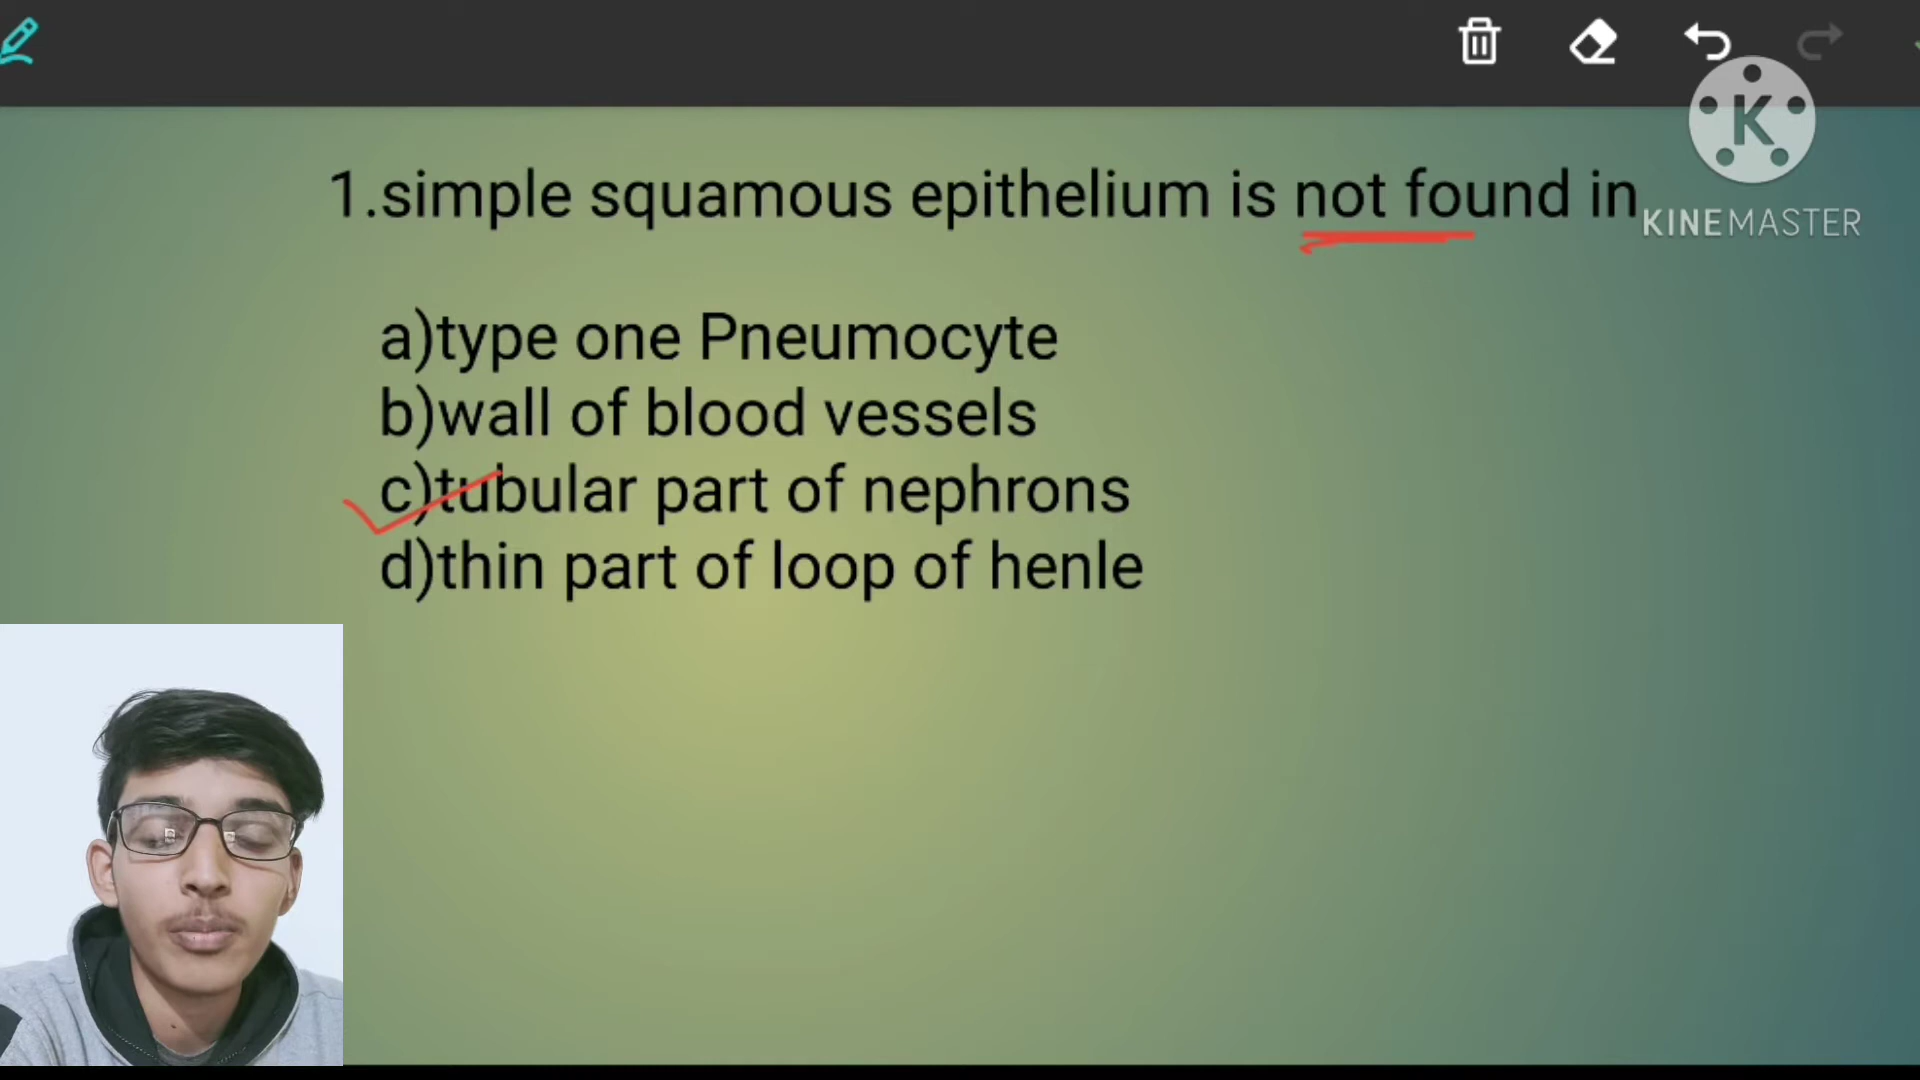 1.simple squamous epithelium is not found in
KINEMASTER
a)type one Pneumocyte
b)wall of blood vessels
c)tubular part of nephrons
d)thin part of loop of henle